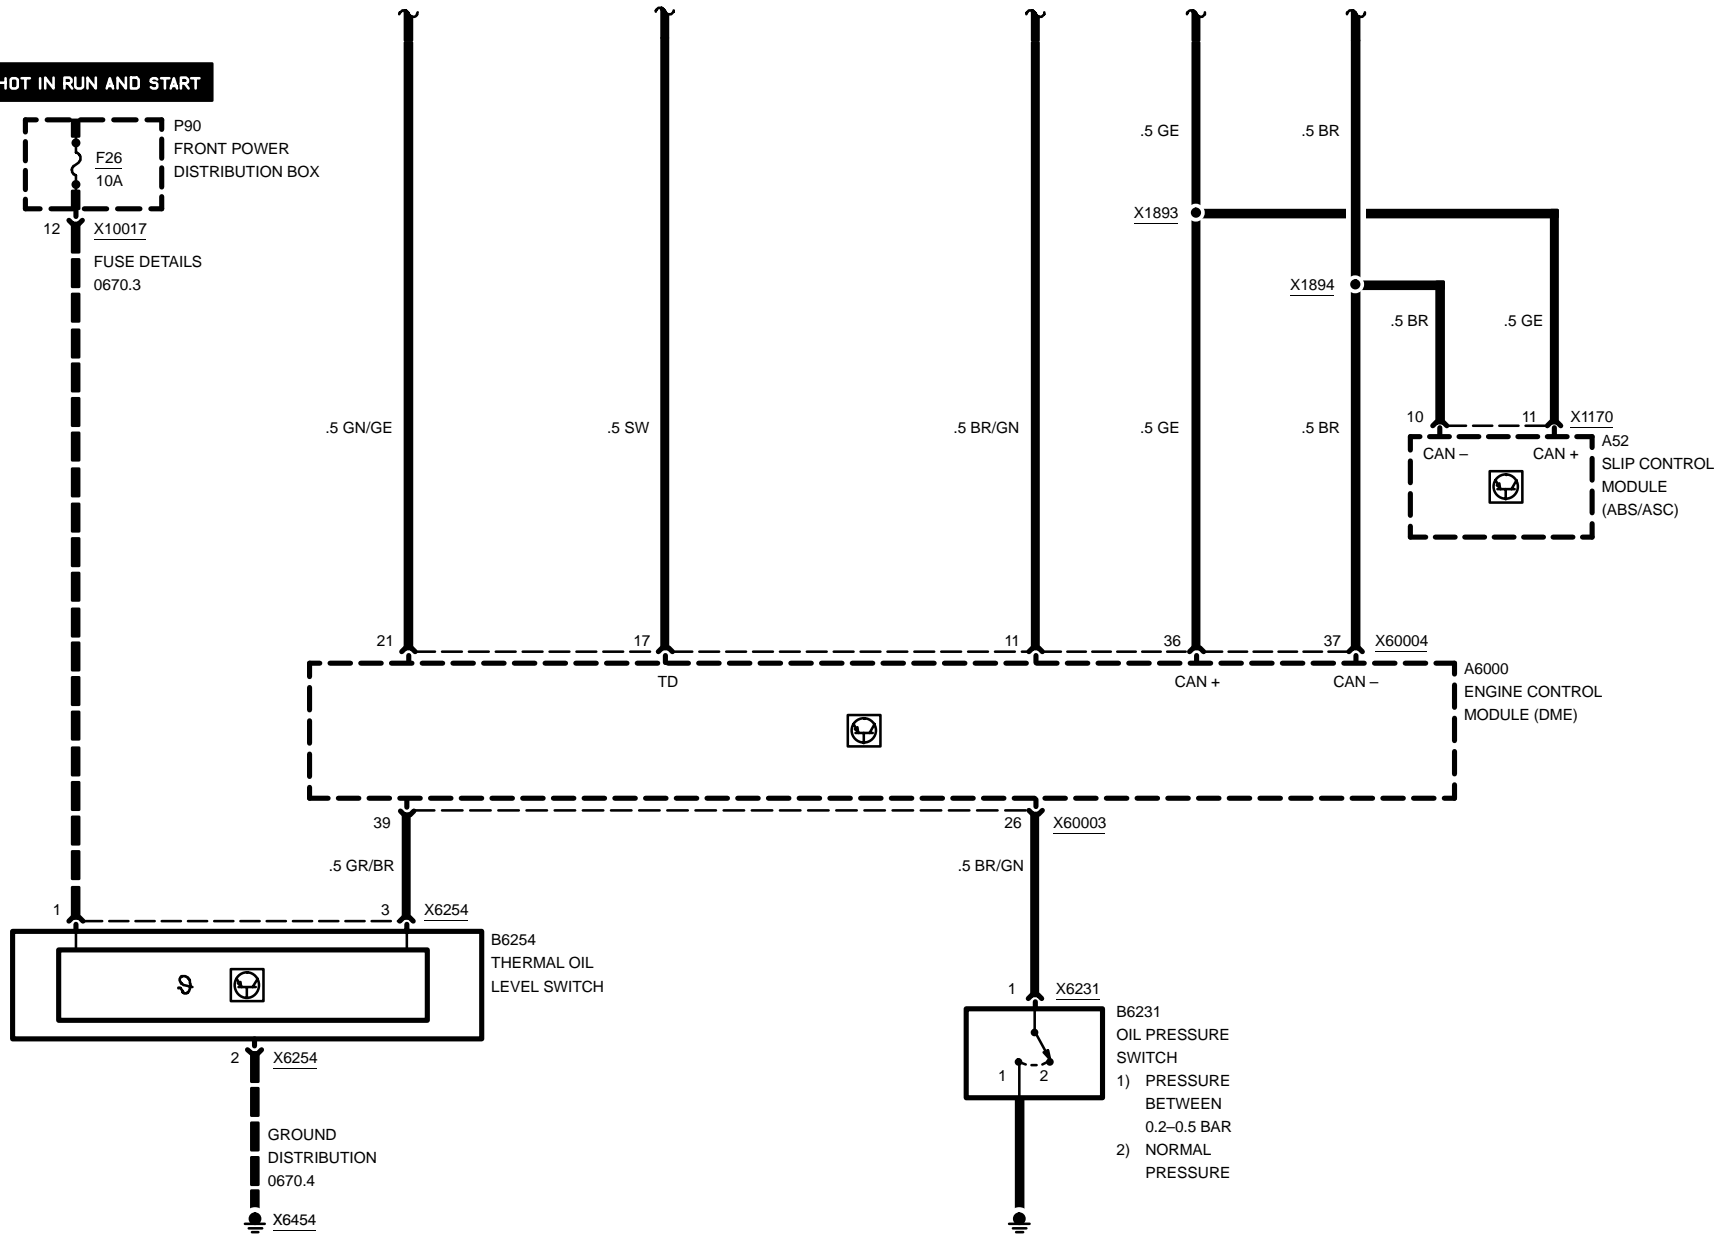 HOT IN RUN AND START
P90
FRONT POWER
DISTRIBUTION BOX
F26
10A
12
X10017
FUSE DETAILS
0670.3
.5 GE
.5 BR
X1893
X1894
.5 BR
.5 GE
.5 GN/GE
.5 SW
.5 BR/GN
.5 GE
.5 BR
10
11
X1170
CAN –
CAN +
A52
SLIP CONTROL
MODULE
(ABS/ASC)
21
17
11
36
37
X60004
TD
CAN +
CAN –
A6000
ENGINE CONTROL
MODULE (DME)
39
26
X60003
.5 GR/BR
.5 BR/GN
1
3
X6254
B6254
THERMAL OIL
LEVEL SWITCH
ϑ
2
X6254
GROUND
DISTRIBUTION
0670.4
X6454
1
X6231
B6231
OIL PRESSURE
SWITCH
1) PRESSURE
BETWEEN
0.2–0.5 BAR
2) NORMAL
PRESSURE
1
2